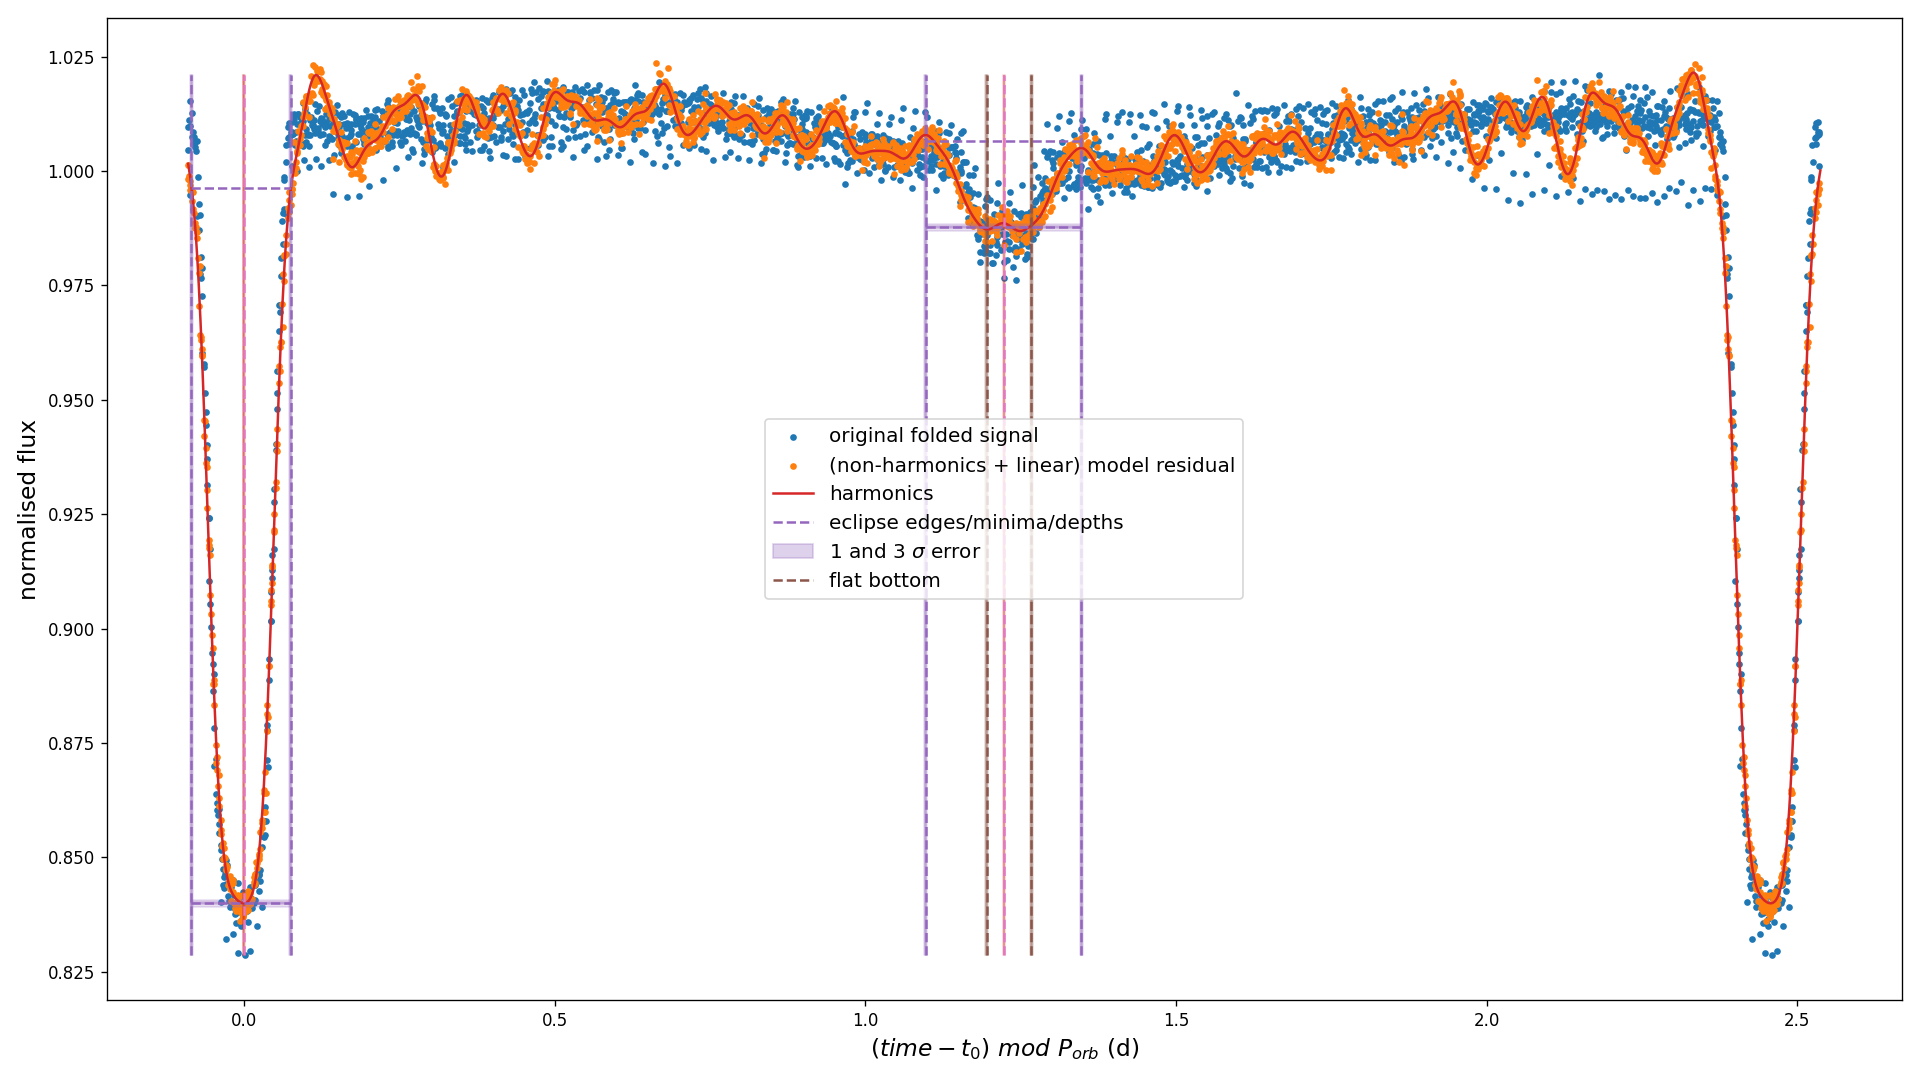 1.025
1.000
0.975
0.950
0.925
0.900
0.875
0.850
0.825
normalised flux
original folded signal
(non-harmonics + linear) model residual
harmonics
eclipse edges/minima/depths
1 and 3 σ error
flat bottom
0.0 0.5 1.0 1.5 2.0 2.5
(time − t₀) mod Pₒᵣb (d)